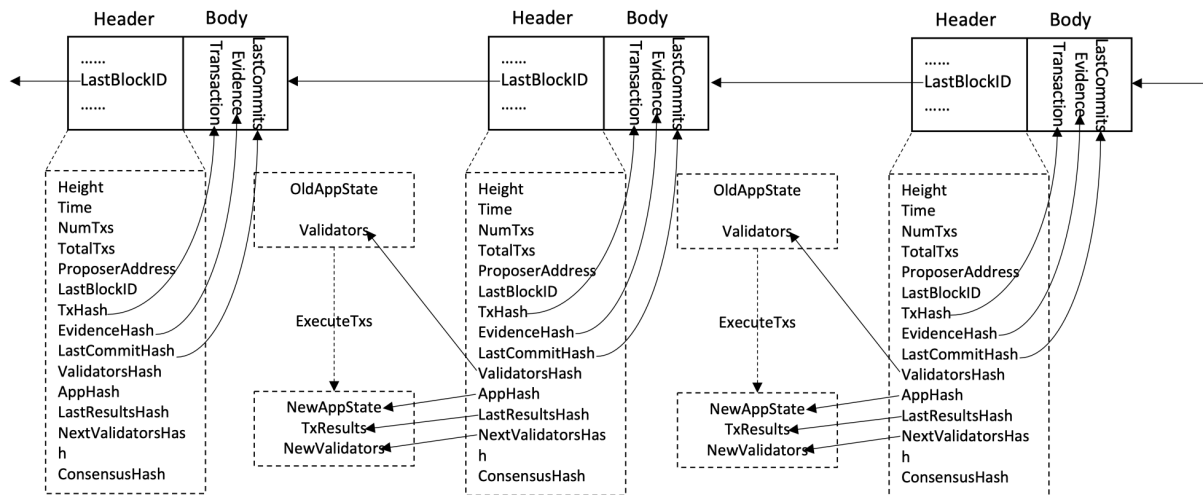 Header Body
......
LastBlockID
......
Transaction
Evidence
LastCommits
Height
Time
NumTxs
TotalTxs
ProposerAddress
LastBlockID
TxHash
EvidenceHash
LastCommitHash
ValidatorsHash
AppHash
LastResultsHash
NextValidatorsHas
h
ConsensusHash
OldAppState
Validators
ExecuteTxs
NewAppState
TxResults
NewValidators
Header Body
......
LastBlockID
......
Transaction
Evidence
LastCommits
Height
Time
NumTxs
TotalTxs
ProposerAddress
LastBlockID
TxHash
EvidenceHash
LastCommitHash
ValidatorsHash
AppHash
LastResultsHash
NextValidatorsHas
h
ConsensusHash
OldAppState
Validators
ExecuteTxs
NewAppState
TxResults
NewValidators
Header Body
......
LastBlockID
......
Transaction
Evidence
LastCommits
Height
Time
NumTxs
TotalTxs
ProposerAddress
LastBlockID
TxHash
EvidenceHash
LastCommitHash
ValidatorsHash
AppHash
LastResultsHash
NextValidatorsHas
h
ConsensusHash